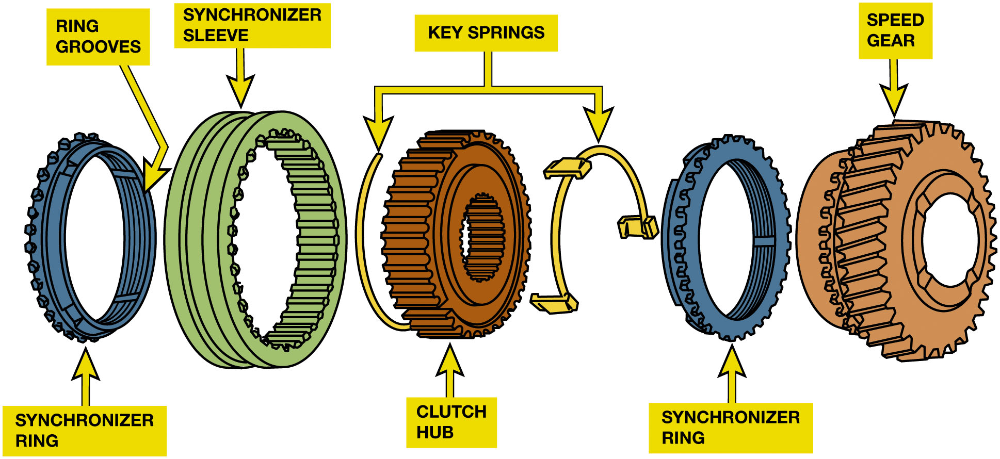 RING
GROOVES
SYNCHRONIZER
SLEEVE
KEY SPRINGS
SPEED
GEAR
SYNCHRONIZER
RING
CLUTCH
HUB
SYNCHRONIZER
RING